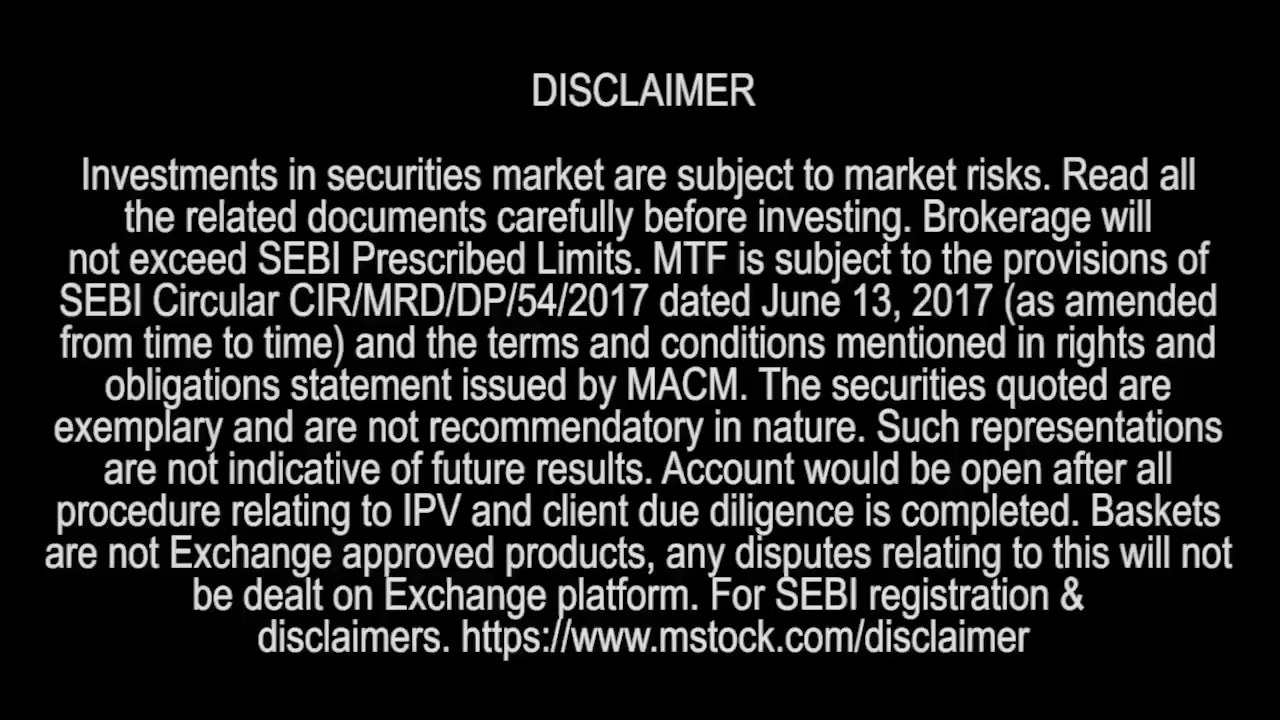 DISCLAIMER
Investments in securities market are subject to market risks. Read all
the related documents carefully before investing. Brokerage will
not exceed SEBI Prescribed Limits. MTF is subject to the provisions of
SEBI Circular CIR/MRD/DP/54/2017 dated June 13, 2017 (as amended
from time to time) and the terms and conditions mentioned in rights and
obligations statement issued by MACM. The securities quoted are
exemplary and are not recommendatory in nature. Such representations
are not indicative of future results. Account would be open after all
procedure relating to IPV and client due diligence is completed. Baskets
are not Exchange approved products, any disputes relating to this will not
be dealt on Exchange platform. For SEBI registration &
disclaimers. https://www.mstock.com/disclaimer